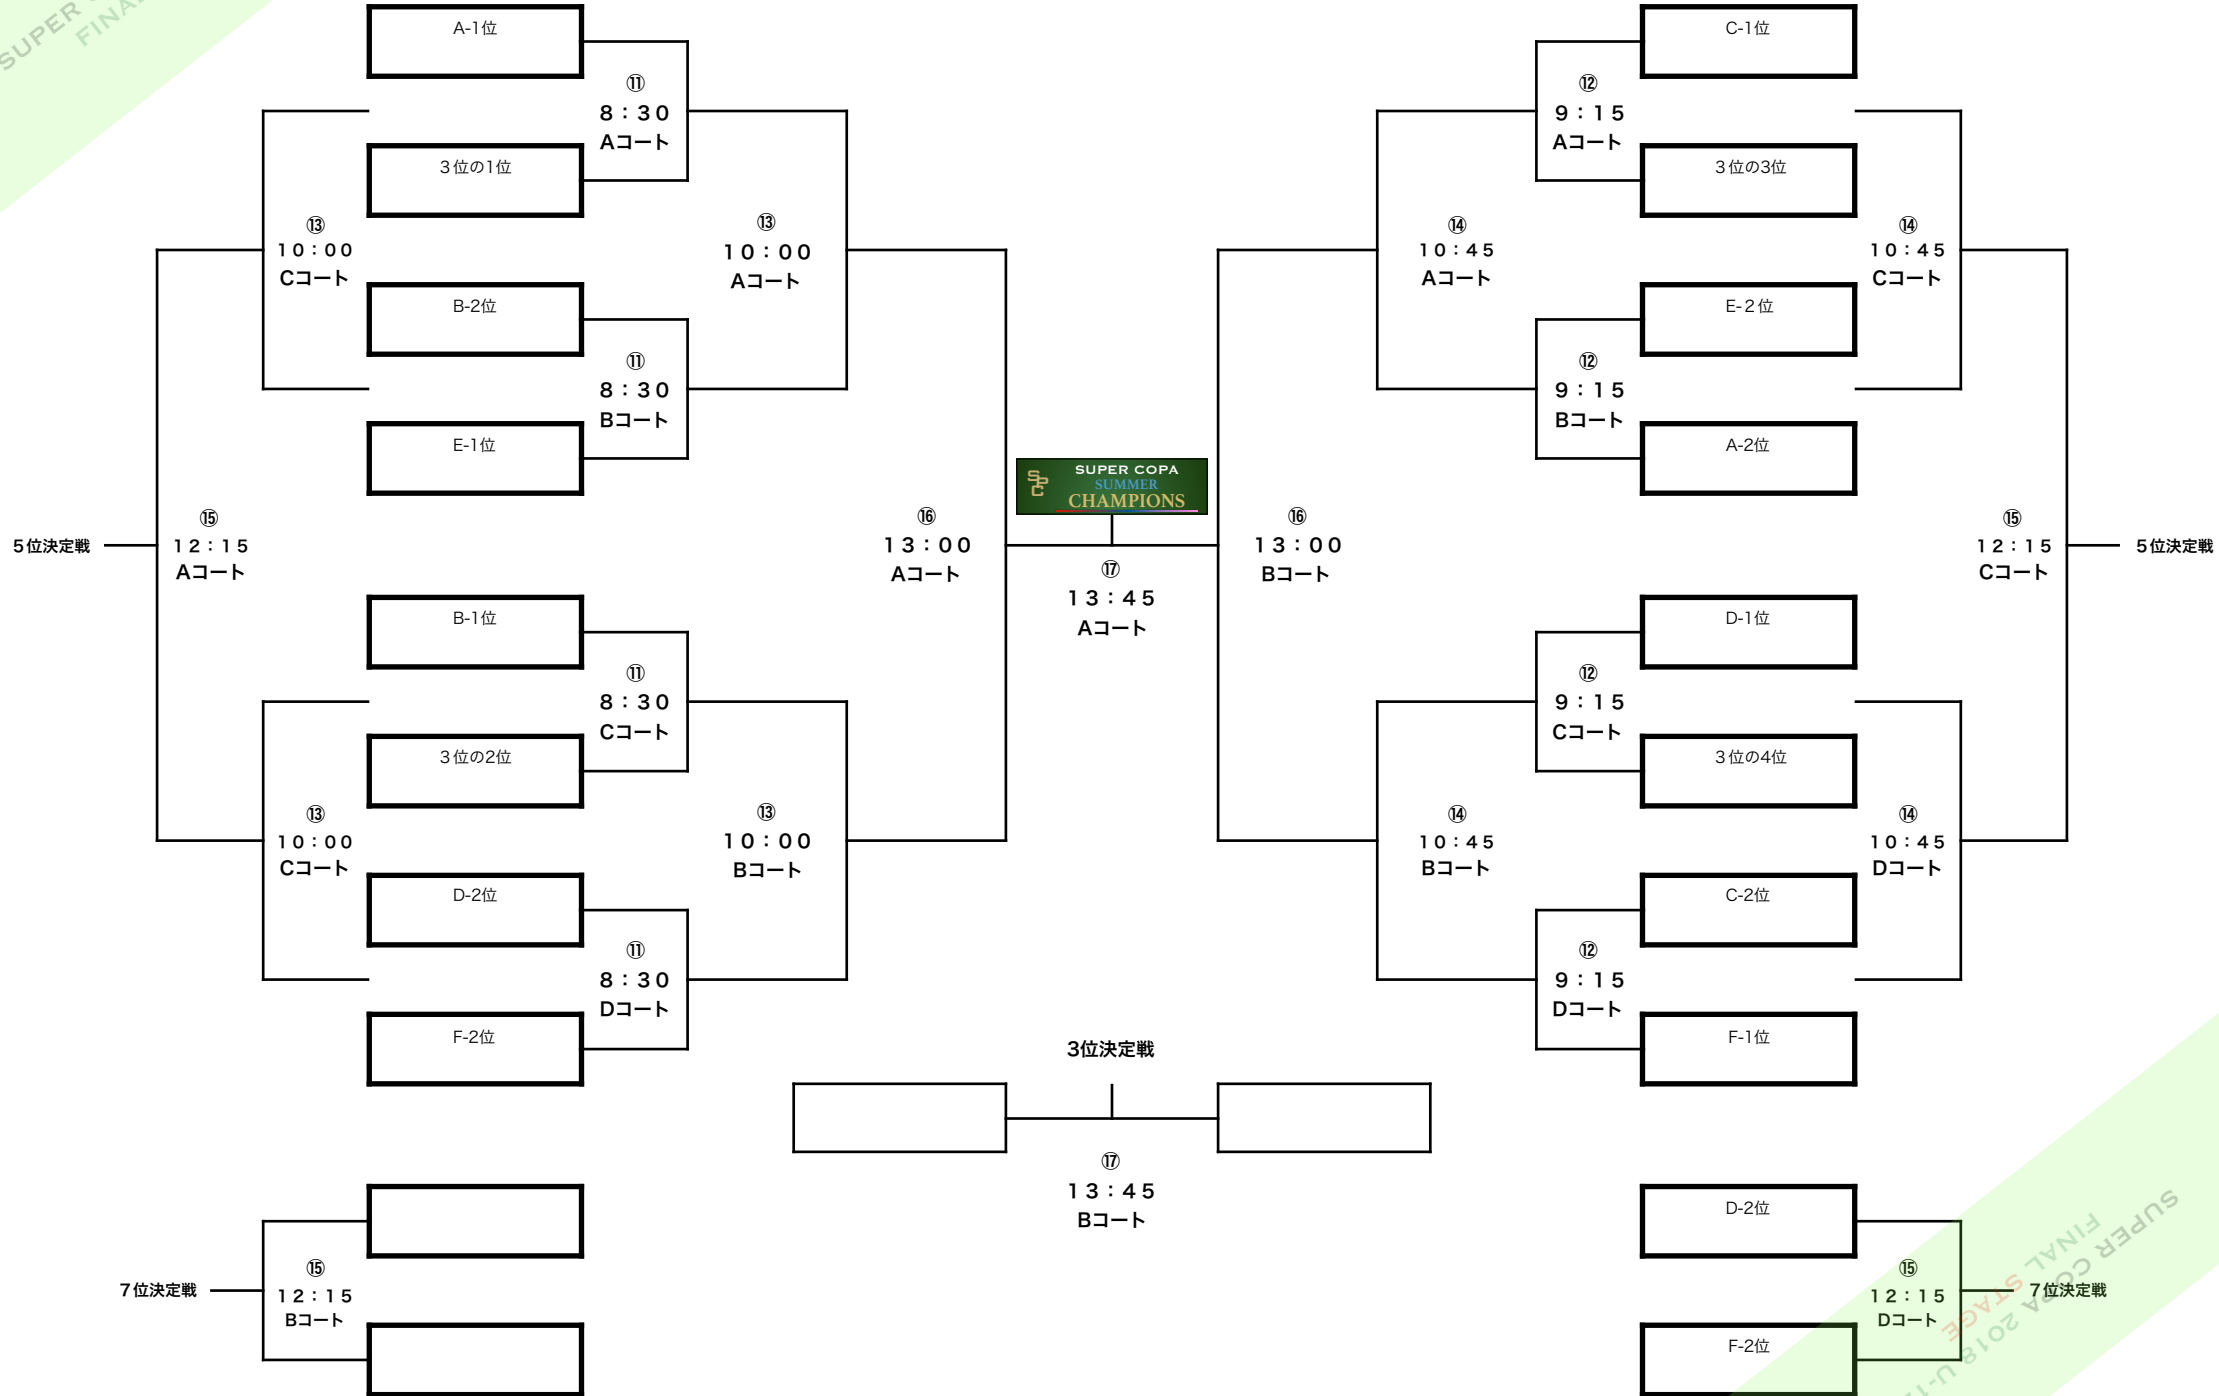 SUPER
FINAL
A-1位
⑪
８：３０
Aコート
３位の1位
⑬
１０：００
Cコート
⑬
１０：００
Aコート
B-2位
⑪
８：３０
Bコート
E-1位
⑮
１２：１５
Aコート
５位決定戦
⑯
１３：００
Aコート
B-1位
⑪
８：３０
Cコート
３位の2位
⑬
１０：００
Cコート
⑬
１０：００
Bコート
D-2位
⑪
８：３０
Dコート
F-2位
SPC
SUPER COPA
SUMMER
CHAMPIONS
⑰
１３：４５
Aコート
C-1位
⑫
９：１５
Aコート
３位の3位
⑭
１０：４５
Aコート
⑭
１０：４５
Cコート
E-２位
⑫
９：１５
Bコート
A-2位
⑯
１３：００
Bコート
⑮
１２：１５
Cコート
５位決定戦
D-1位
⑫
９：１５
Cコート
３位の4位
⑭
１０：４５
Bコート
⑭
１０：４５
Dコート
C-2位
⑫
９：１５
Dコート
F-1位
3位決定戦
⑰
１３：４５
Bコート
７位決定戦
⑮
１２：１５
Bコート
D-2位
⑮
１２：１５
Dコート
７位決定戦
F-2位
SUPER COPA 2018
FINAL STAGE